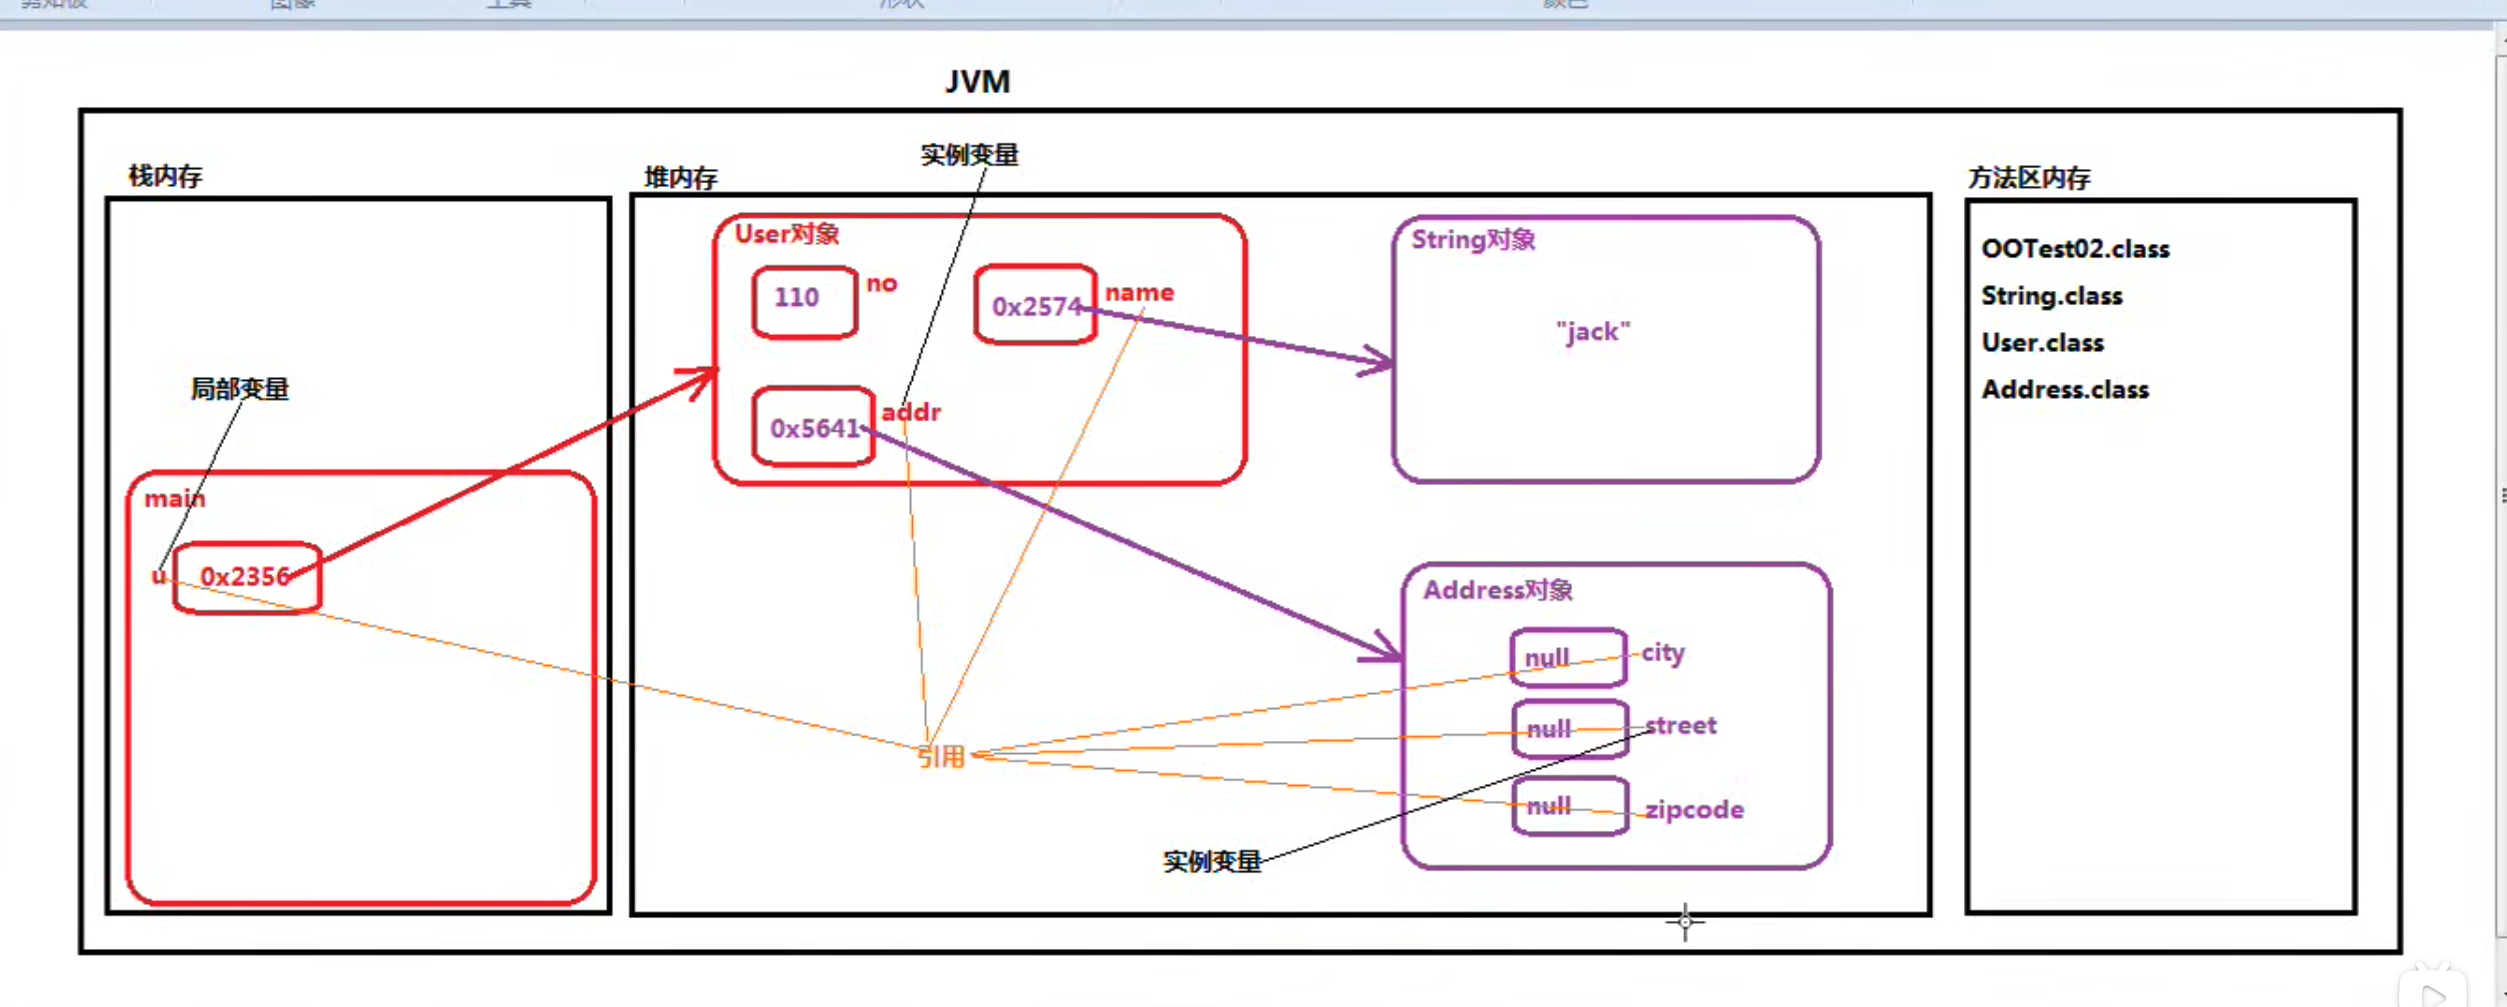 工具
JVM
实例变量
栈内存
堆内存
方法区内存
User对象
110
no
0x2574
name
String对象
"jack"
OOTest02.class
String.class
User.class
Address.class
局部变量
0x5641
addr
main
u
0x2356
Address对象
null
city
null
street
null
zipcode
引用
实例变量